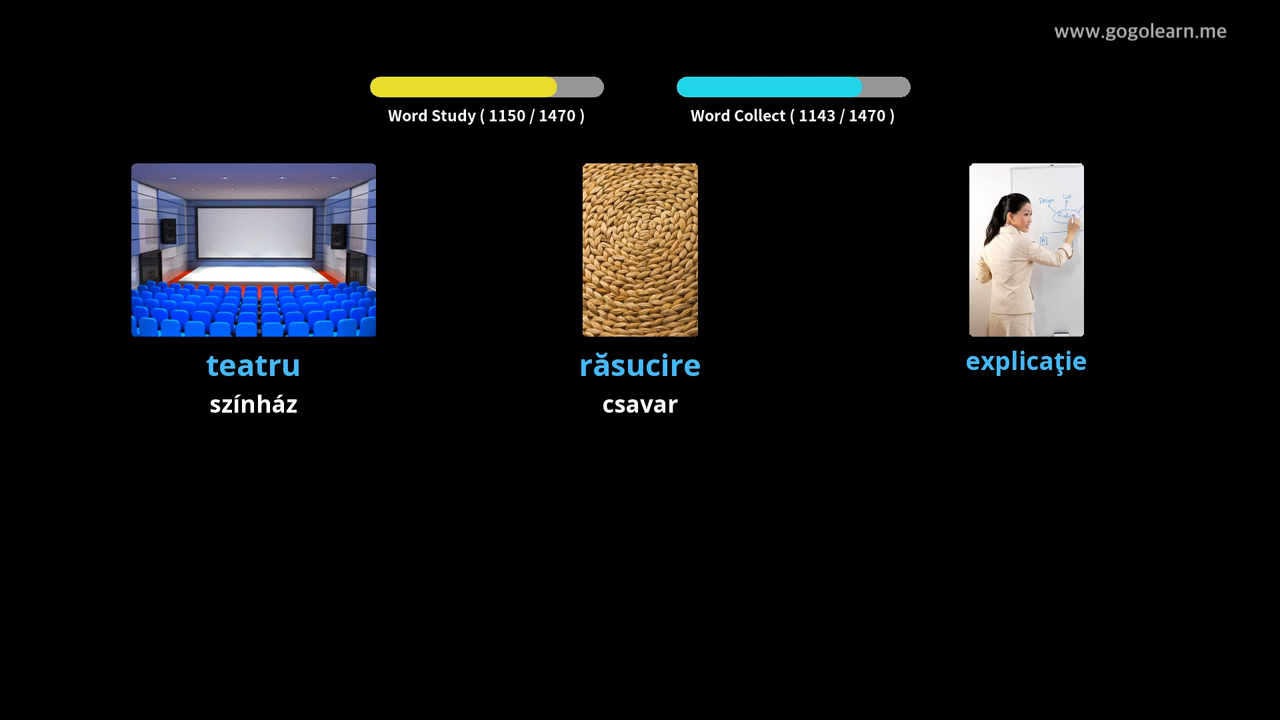 www.gogolearn.me
Word Study ( 1150 / 1470 )
Word Collect ( 1143 / 1470 )
teatru
răsucire
explicaţie
színház
csavar